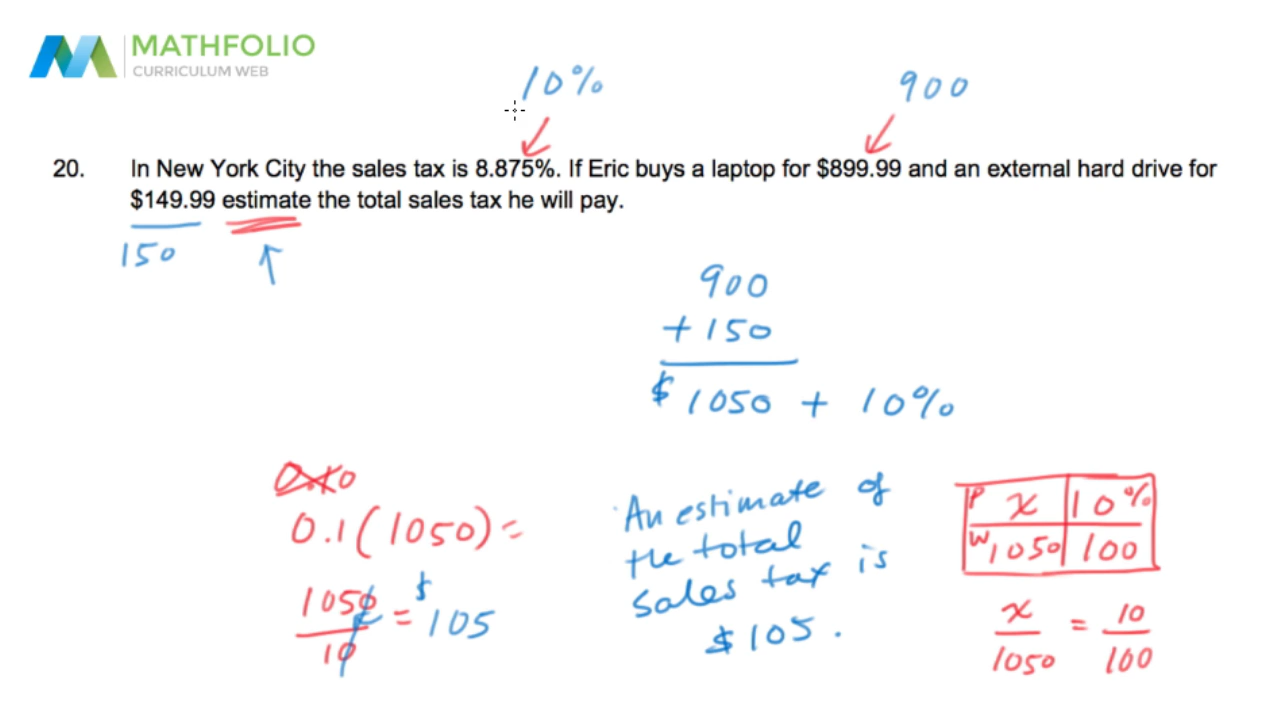 MATHFOLIO
CURRICULUM WEB
10%
900
20. In New York City the sales tax is 8.875%. If Eric buys a laptop for $899.99 and an external hard drive for
$149.99 estimate the total sales tax he will pay.
150
900
+ 150
$ 1050 + 10%
0.10
0.1(1050) =
1050/10 = $105
An estimate of
the total
sales tax is
$105.
P x 10%
W 1050 100
x/1050 = 10/100